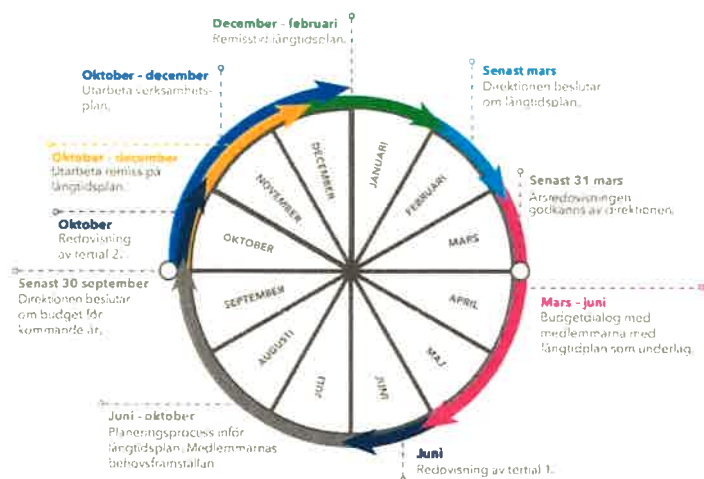 December - februari
Remisstid långtidsplan.
Oktober - december
Utarbeta verksamhets-
plan.
Senast mars
Direktionen beslutar
om långtidsplan.
Oktober - december
Utarbeta remiss på
långtidsplan.
Senast 31 mars
Årsredovisningen
godkänns av direktionen.
Oktober
Redovisning
av tertial 2.
Senast 30 september
Direktionen beslutar
om budget för
kommande år.
Mars - juni
Budgetdialog med
medlemmarna med
långtidplan som underlag.
Juni - oktober
Planeringsprocess inför
långtidsplan. Medlemmarnas
behovsframställan
Juni
Redovisning av tertial 1.
JANUARI
FEBRUARI
MARS
APRIL
MAJ
JUNI
JULI
AUGUSTI
SEPTEMBER
OKTOBER
NOVEMBER
DECEMBER